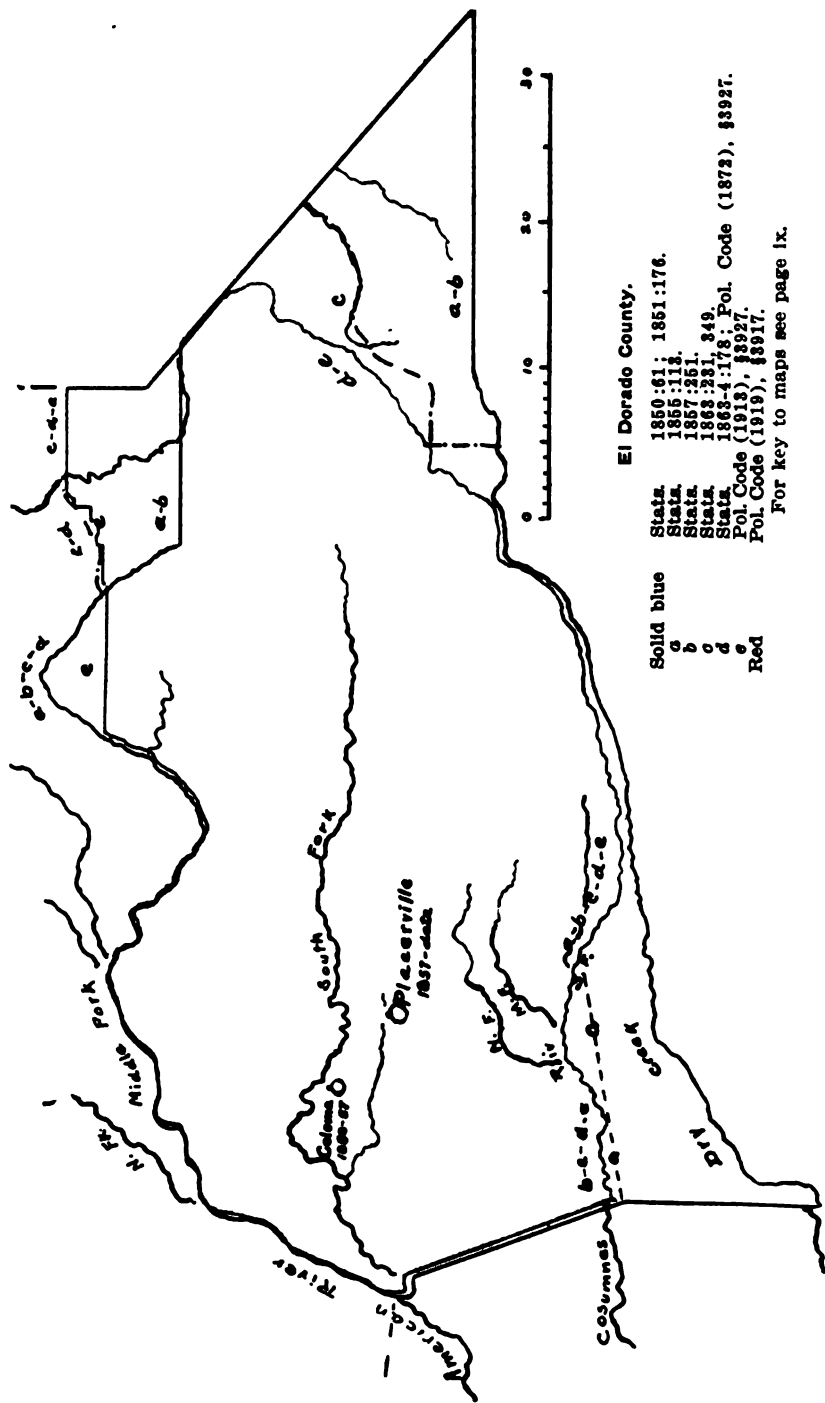 a-b-c-d
e
c-d
e
c-d-e
a-b
c
d-e
a-b
N. Fk.
Middle Fork
American River
South Fork
Coloma
1850-57
Placerville
1857-date
N. F.
M. F.
S. F.
River
Cosumnes
b-c-d-e
a
a
a-b-c-d-e
Dry Creek
0 10 20 30
El Dorado County.
Solid blue Stats. 1850:61; 1851:176.
a Stats. 1855:113.
b Stats. 1857:251.
c Stats. 1863:231, 349.
d Stats. 1863-4:178; Pol. Code (1872), §3927.
e Pol. Code (1913), §3927.
Red Pol. Code (1919), §3917.
For key to maps see page ix.